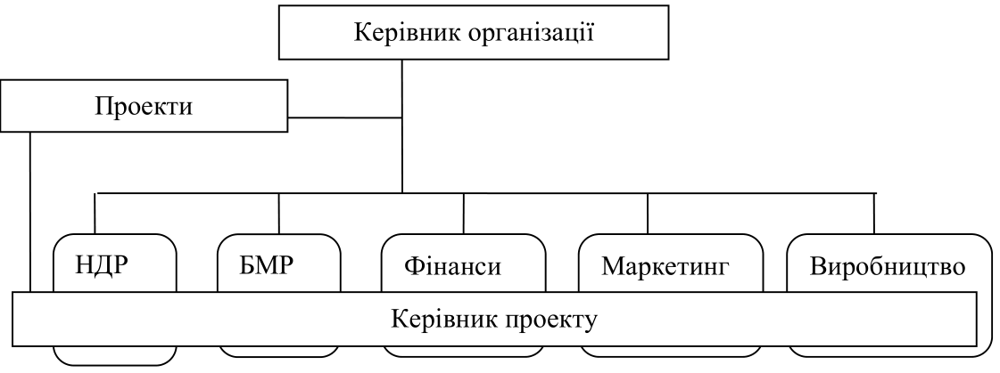 Керівник організації
Проекти
НДР
БМР
Фінанси
Маркетинг
Виробництво
Керівник проекту